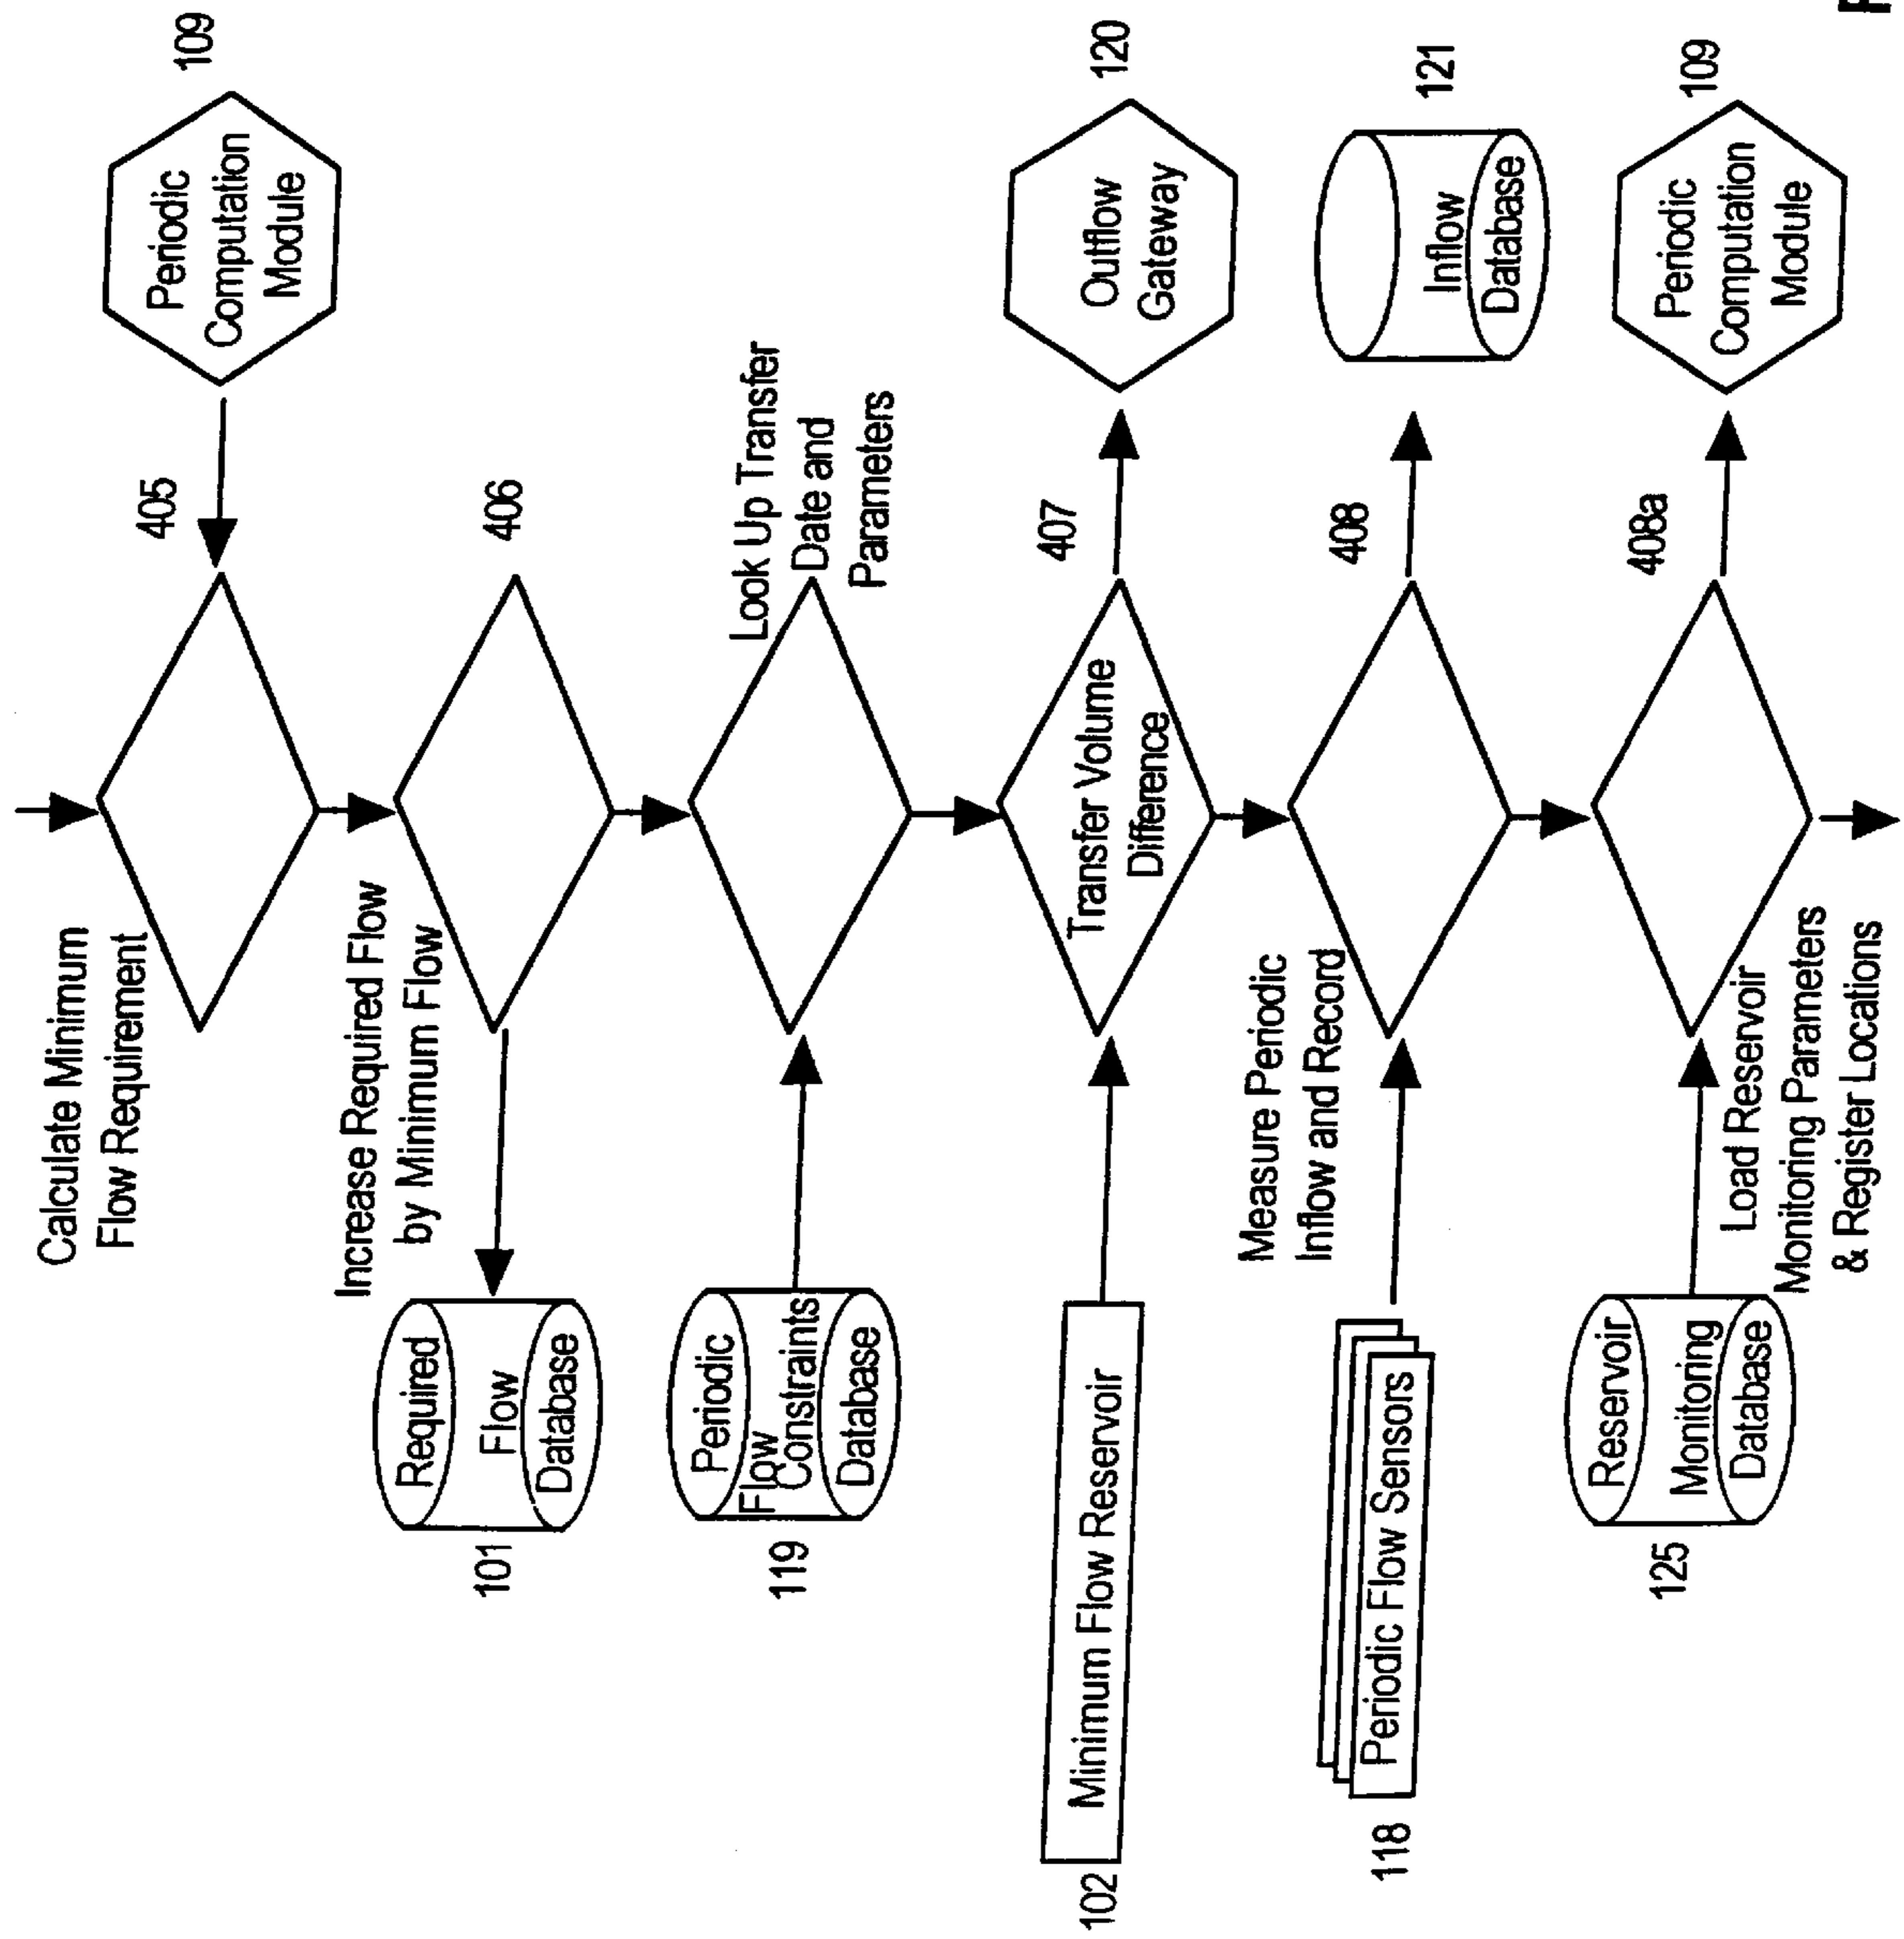 Calculate Minimum
Flow Requirement
405
109
Periodic
Computation
Module
Increase Required Flow
by Minimum Flow
406
101
Required
Flow
Database
Look Up Transfer
Date and
Parameters
119
Periodic
Flow
Constraints
Database
102
Minimum Flow Reservoir
Transfer Volume
Difference
407
120
Outflow
Gateway
Measure Periodic
Inflow and Record
408
118
Periodic Flow Sensors
121
Inflow
Database
125
Reservoir
Monitoring
Database
Load Reservoir
Monitoring Parameters
& Register Locations
408a
109
Periodic
Computation
Module